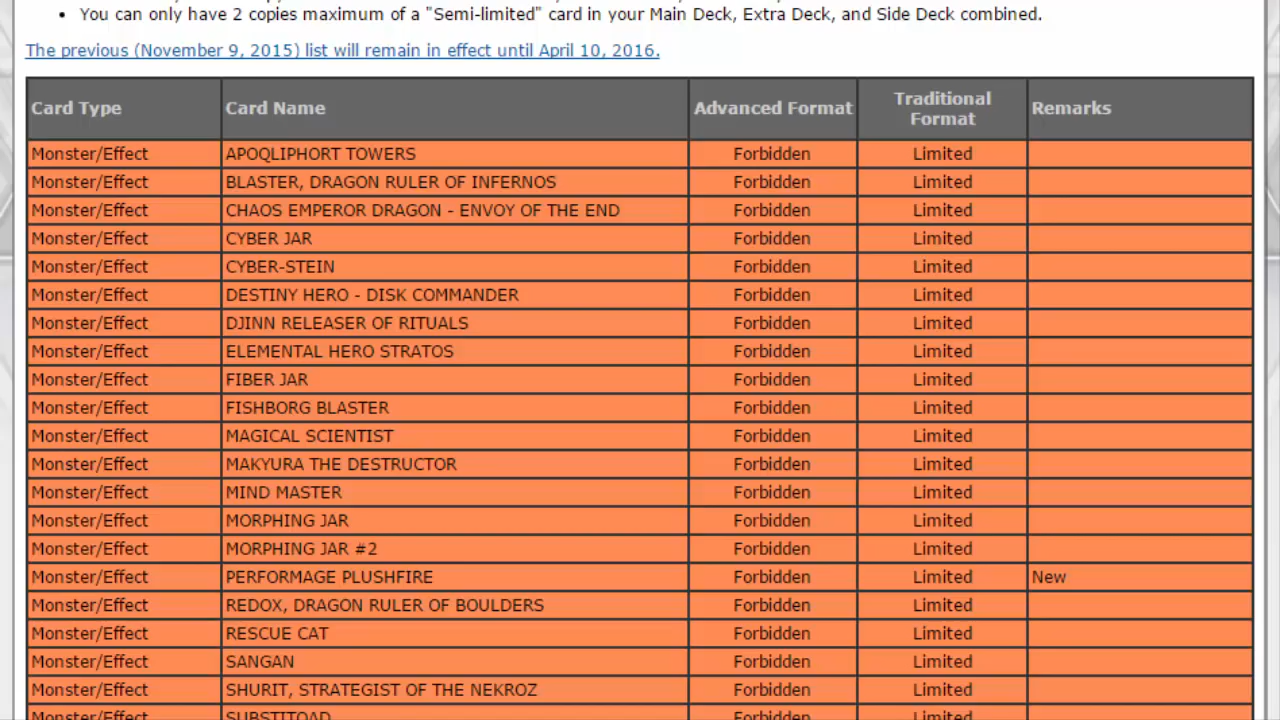 You can only have 2 copies maximum of a "Semi-limited" card in your Main Deck, Extra Deck, and Side Deck combined.
The previous (November 9, 2015) list will remain in effect until April 10, 2016.
Card Type Card Name Advanced Format Traditional Format Remarks
Monster/Effect APOQLIPHORT TOWERS Forbidden Limited
Monster/Effect BLASTER, DRAGON RULER OF INFERNOS Forbidden Limited
Monster/Effect CHAOS EMPEROR DRAGON - ENVOY OF THE END Forbidden Limited
Monster/Effect CYBER JAR Forbidden Limited
Monster/Effect CYBER-STEIN Forbidden Limited
Monster/Effect DESTINY HERO - DISK COMMANDER Forbidden Limited
Monster/Effect DJINN RELEASER OF RITUALS Forbidden Limited
Monster/Effect ELEMENTAL HERO STRATOS Forbidden Limited
Monster/Effect FIBER JAR Forbidden Limited
Monster/Effect FISHBORG BLASTER Forbidden Limited
Monster/Effect MAGICAL SCIENTIST Forbidden Limited
Monster/Effect MAKYURA THE DESTRUCTOR Forbidden Limited
Monster/Effect MIND MASTER Forbidden Limited
Monster/Effect MORPHING JAR Forbidden Limited
Monster/Effect MORPHING JAR #2 Forbidden Limited
Monster/Effect PERFORMAGE PLUSHFIRE Forbidden Limited New
Monster/Effect REDOX, DRAGON RULER OF BOULDERS Forbidden Limited
Monster/Effect RESCUE CAT Forbidden Limited
Monster/Effect SANGAN Forbidden Limited
Monster/Effect SHURIT, STRATEGIST OF THE NEKROZ Forbidden Limited
Monster/Effect SUBSTITOAD Forbidden Limited